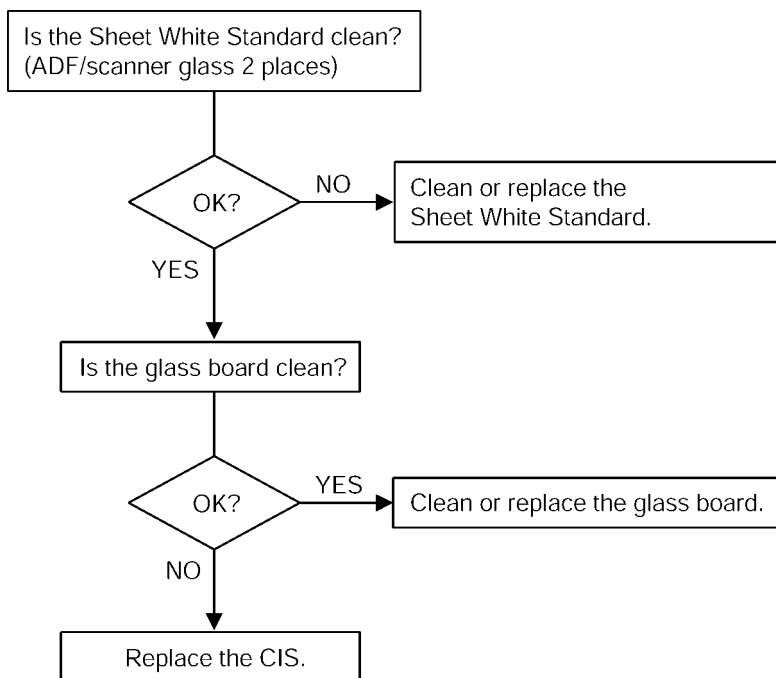 Is the Sheet White Standard clean?
(ADF/scanner glass 2 places)
OK?
NO
Clean or replace the
Sheet White Standard.
YES
Is the glass board clean?
OK?
YES
Clean or replace the glass board.
NO
Replace the CIS.